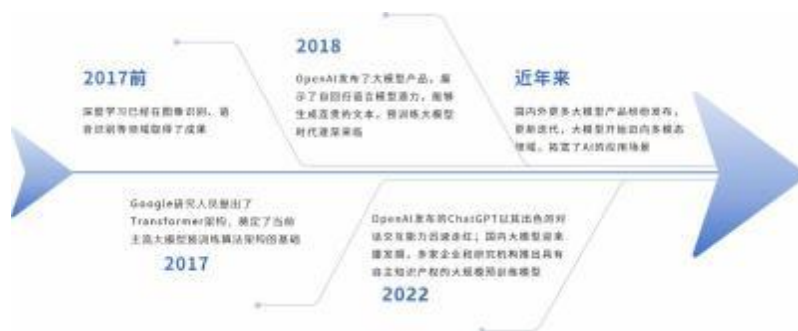 2017前
深度学习已经在图像识别、语
音识别等领域取得了成果
2018
OpenAI发布了大模型产品，展
示了自回归语言模型潜力，能够
生成连贯的文本，预训练大模型
时代逐渐来临
近年来
国内外更多大模型产品纷纷发布，
更新迭代，大模型开始迈向多模态
领域，拓宽了AI的应用场景
Google研究人员提出了
Transformer架构，奠定了当前
主流大模型预训练算法架构的基础
2017
OpenAI发布的ChatGPT以其出色的对
话交互能力迅速走红；国内大模型迎来
爆发期，多家企业和研究机构推出具有
自主知识产权的大规模预训练模型
2022